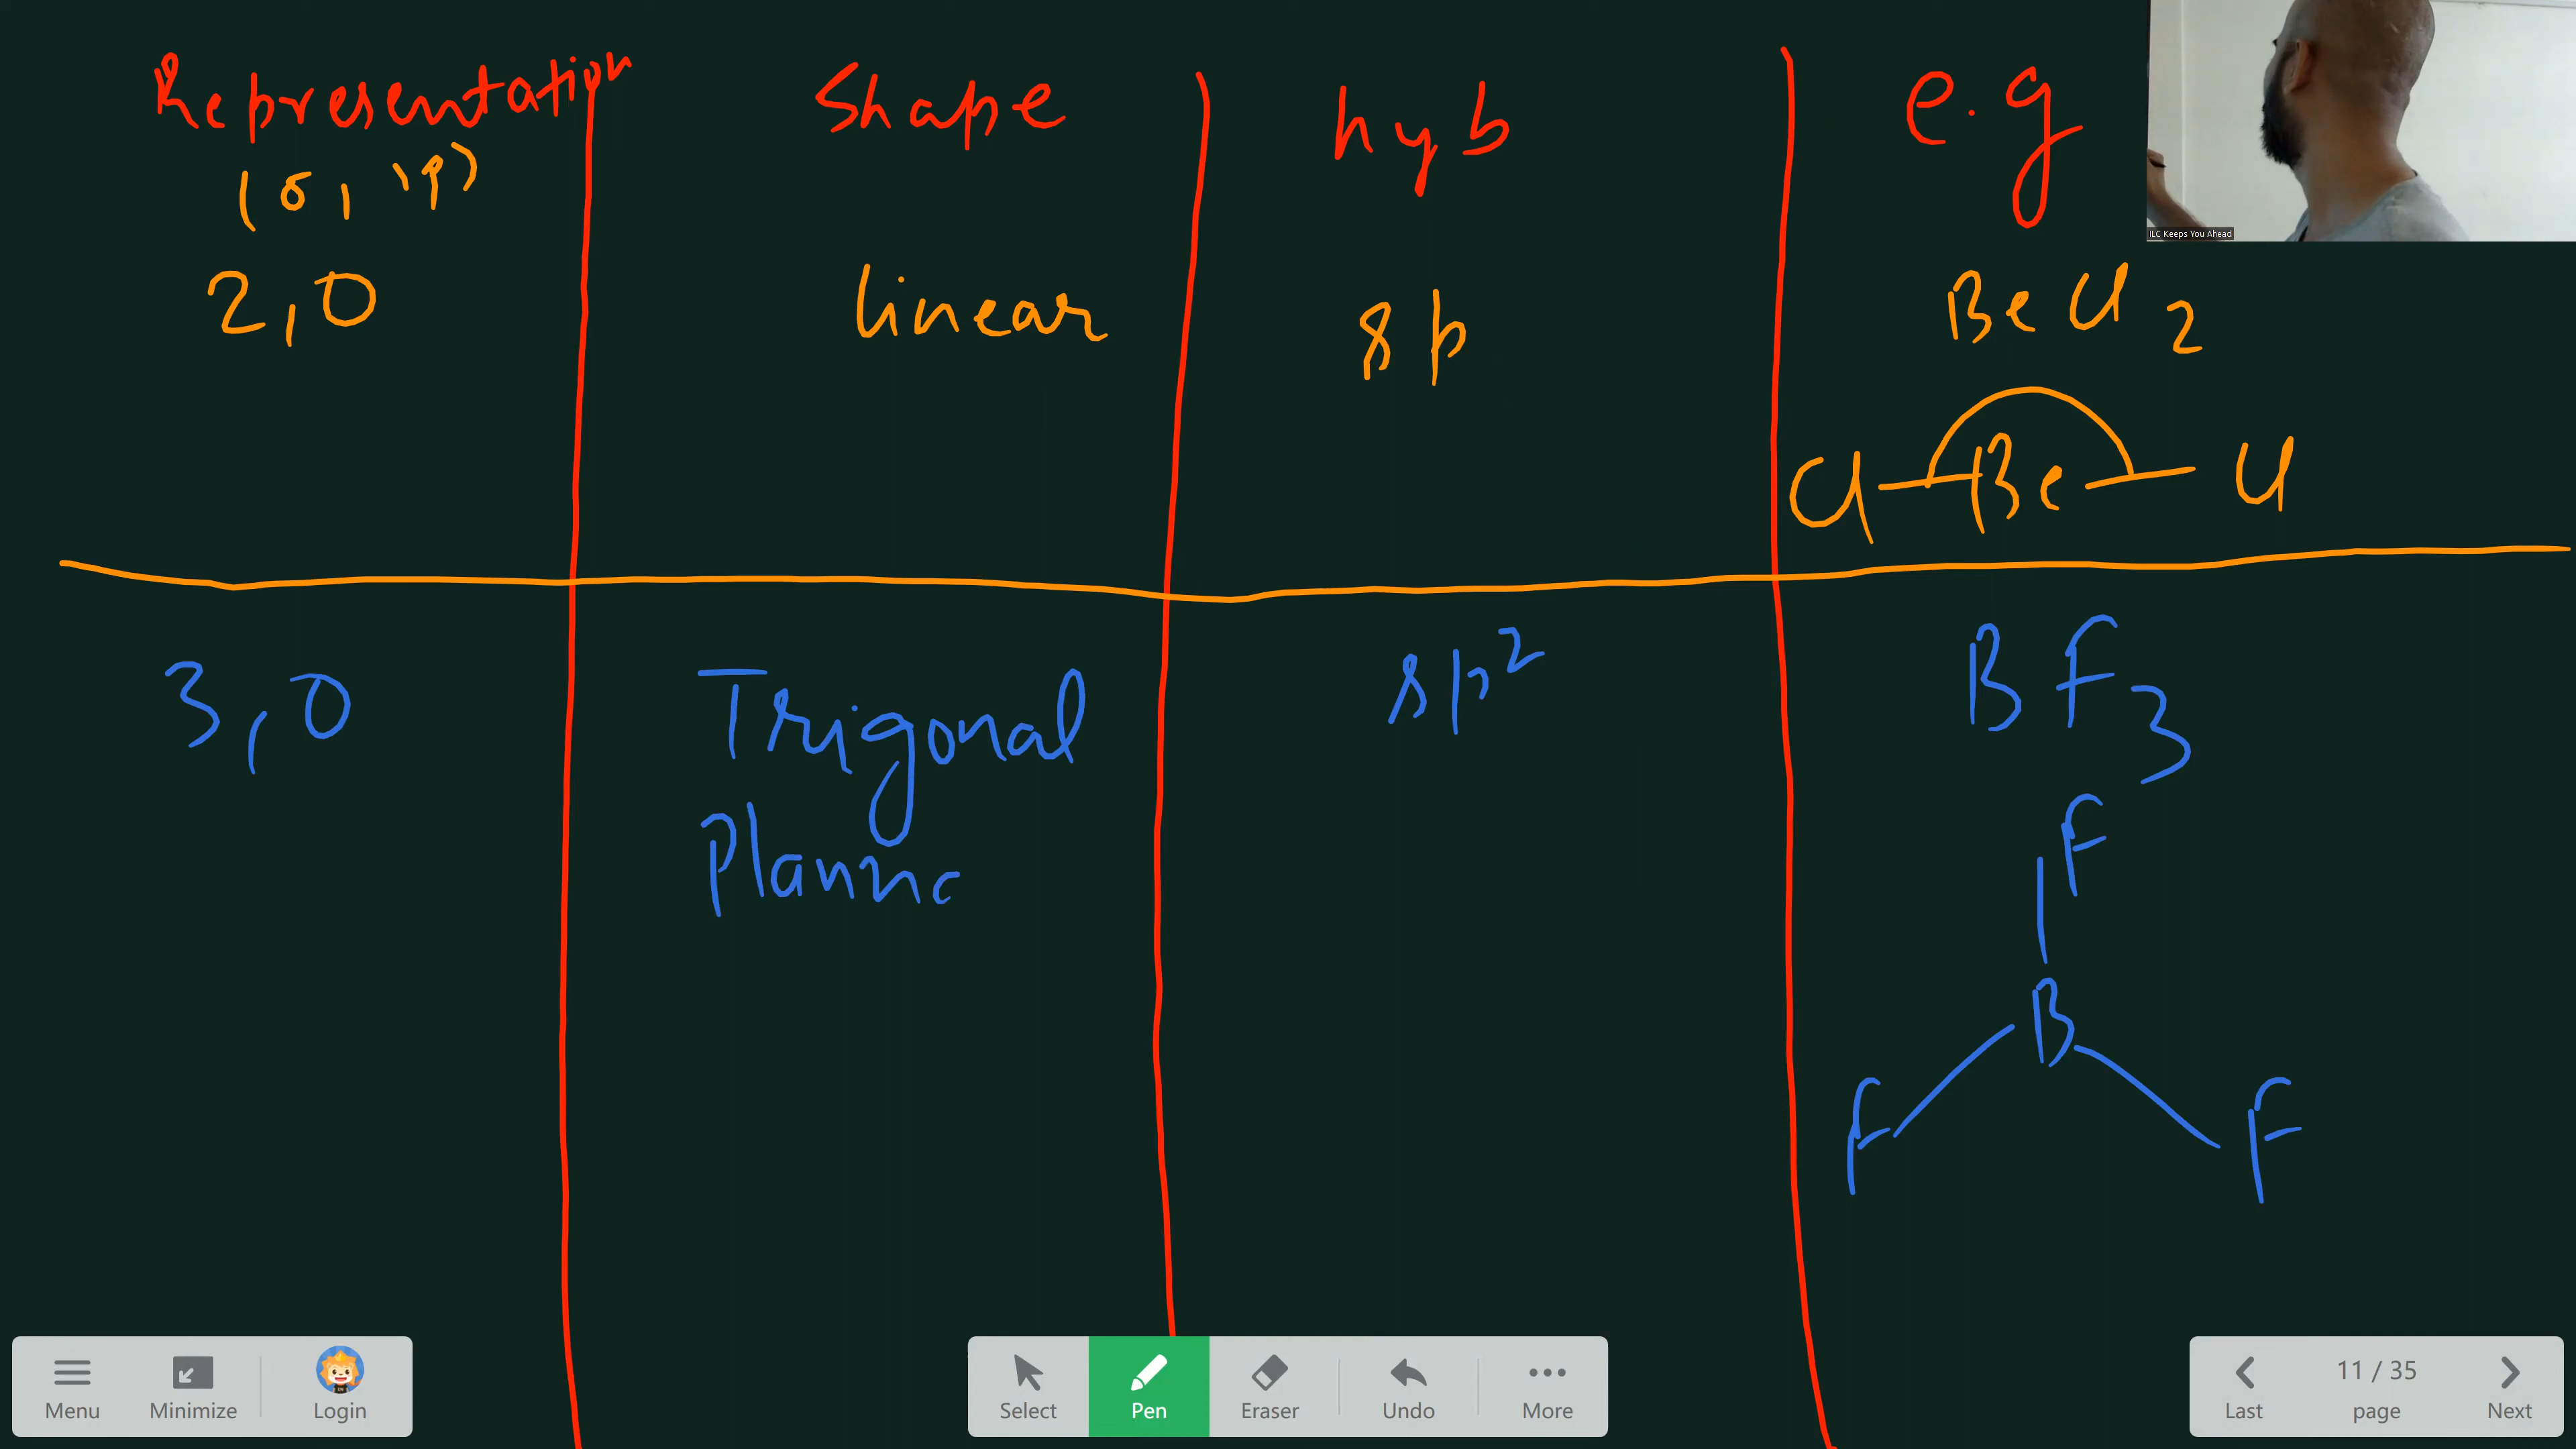 Representation Shape hyb e.g
(σ, lp)
ILC Keeps You Ahead
2,0 linear sp BeCl2
Cl—Be—Cl
3,0 Trigonal sp² BF3
Planna
F
B
F F
Menu Minimize Login Select Pen Eraser Undo More Last 11 / 35 page Next